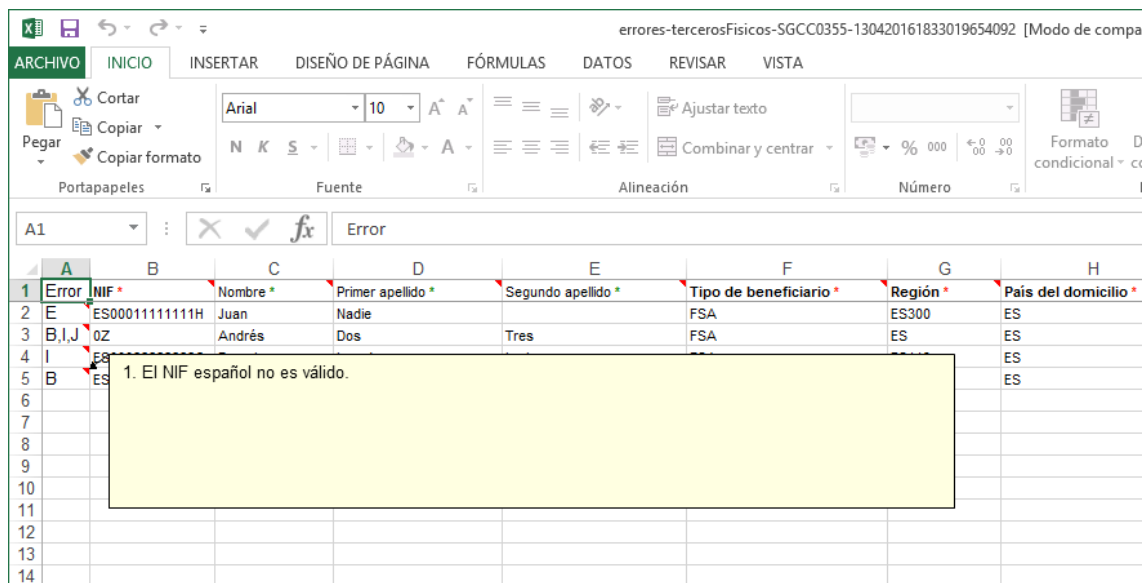 errores-tercerosFisicos-SGCC0355-130420161833019654092 [Modo de compa
ARCHIVO INICIO INSERTAR DISEÑO DE PÁGINA FÓRMULAS DATOS REVISAR VISTA
Pegar
Cortar
Copiar
Copiar formato
Portapapeles
Arial 10 A A
N K S A
Fuente
Ajustar texto
Combinar y centrar
Alineación
% 000 ,0 ,00
Número
Formato
condicional
A1 fx Error
A B C D E F G H
1 Error NIF * Nombre * Primer apellido * Segundo apellido * Tipo de beneficiario * Región * País del domicilio *
2 E ES00011111111H Juan Nadie FSA ES300 ES
3 B,I,J 0Z Andrés Dos Tres FSA ES ES
4 I ES
5 B ES ES
1. El NIF español no es válido.
6
7
8
9
10
11
12
13
14